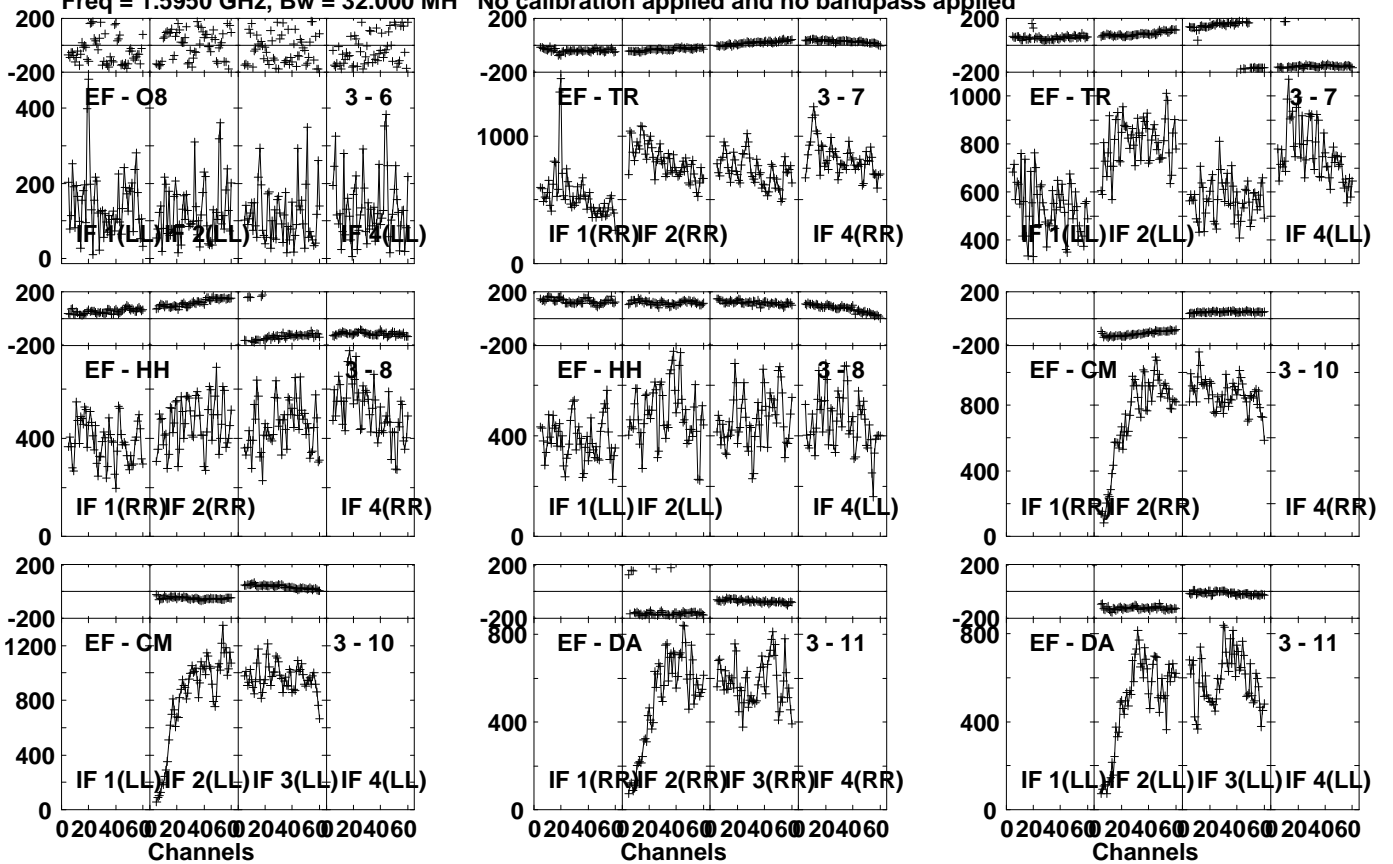 Freq = 1.5950 GHz, Bw = 32.000 MH No calibration applied and no bandpass applied
200 200 200
-200 -200 -200
EF - O8 3 - 6 EF - TR 3 - 7 EF - TR 3 - 7
400 1000 1000
200 800
600
400
0 0
IF 1(LL) IF 2(LL) IF 4(LL) IF 1(RR) IF 2(RR) IF 4(RR) IF 1(LL) IF 2(LL) IF 4(LL)
200 200 200
-200 -200 -200
EF - HH 3 - 8 EF - HH 3 - 8 EF - CM 3 - 10
400 400 800
400
0 0 0
IF 1(RR) IF 2(RR) IF 4(RR) IF 1(LL) IF 2(LL) IF 4(LL) IF 1(RR) IF 2(RR) IF 4(RR)
200 200 200
-200 -200 -200
EF - CM 3 - 10 EF - DA 3 - 11 EF - DA 3 - 11
1200 800 800
800 400 400
400
0 0 0
IF 1(LL) IF 2(LL) IF 3(LL) IF 4(LL) IF 1(RR) IF 2(RR) IF 3(RR) IF 4(RR) IF 1(LL) IF 2(LL) IF 3(LL) IF 4(LL)
0 20 40 60 0 20 40 60 0 20 40 60 0 20 40 60 0 20 40 60 0 20 40 60 0 20 40 60 0 20 40 60 0 20 40 60 0 20 40 60 0 20 40 60 0 20 40 60
Channels Channels Channels